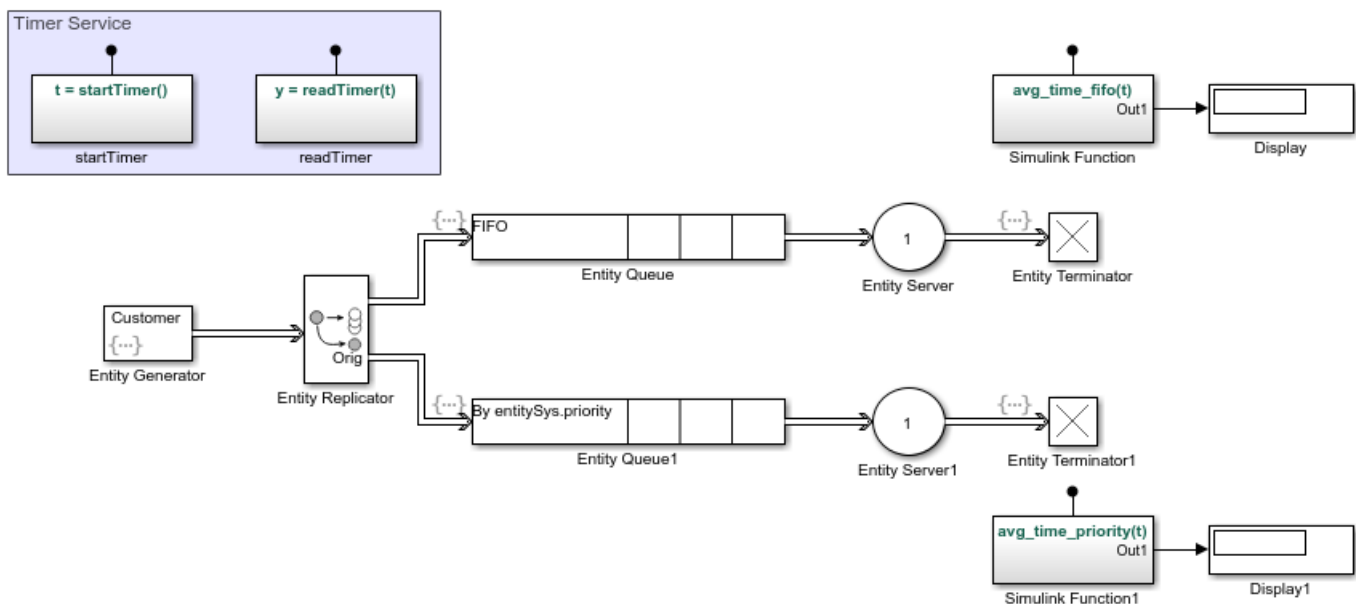 Timer Service
t = startTimer()
startTimer
y = readTimer(t)
readTimer
avg_time_fifo(t)
Out1
Simulink Function
Display
{...}
FIFO
Entity Queue
1
Entity Server
{...}
Entity Terminator
Customer
{...}
Entity Generator
Orig
Entity Replicator
{...}
By entitySys.priority
Entity Queue1
1
Entity Server1
{...}
Entity Terminator1
avg_time_priority(t)
Out1
Simulink Function1
Display1